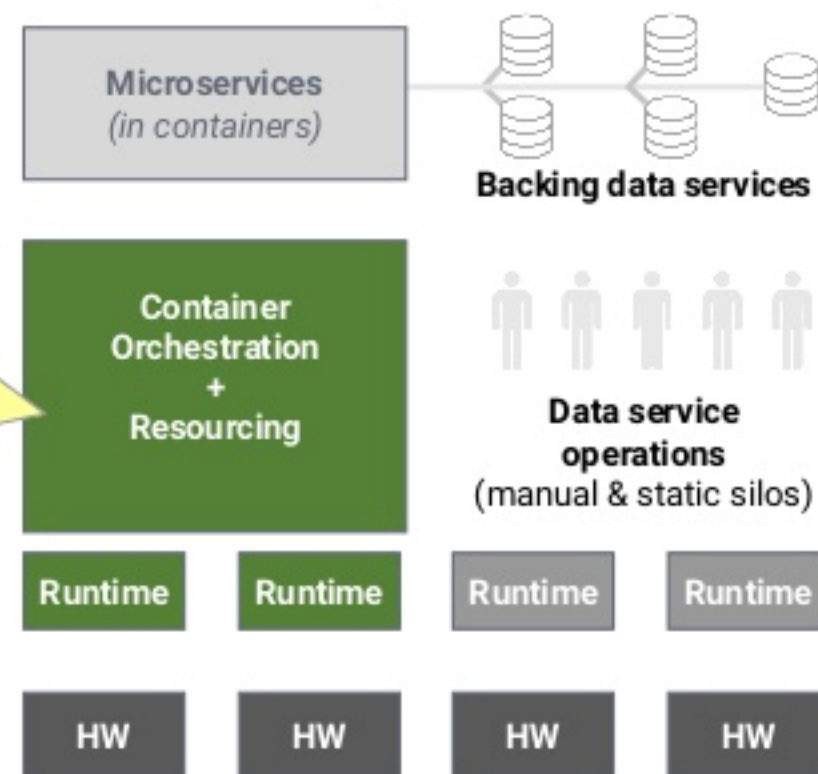 Microservices
(in containers)
Backing data services
Container
Orchestration
+
Resourcing
Data service
operations
(manual & static silos)
Runtime
Runtime
Runtime
Runtime
HW
HW
HW
HW